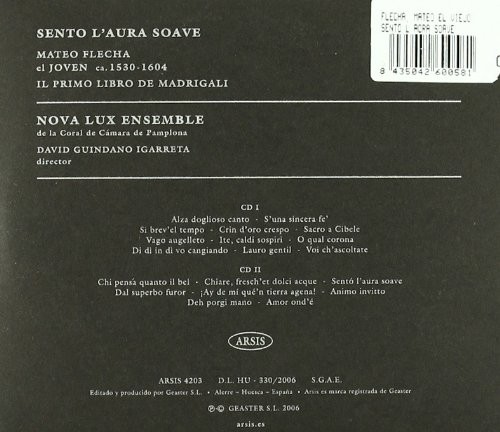 SENTO L'AURA SOAVE
MATEO FLECHA
el JOVEN ca. 1530-1604
IL PRIMO LIBRO DE MADRIGALI
NOVA LUX ENSEMBLE
de la Coral de Cámara de Pamplona
DAVID GUINDANO IGARRETA
director
FLECHA, MATEO EL VIEJO
SENTO L'AURA SOAVE
8 435042 600581
CD I
Alza doglioso canto - S'una sincera fe'
Si brev'el tempo - Crin d'oro crespo - Sacro a Cibele
Vago augelleto - Ite, caldi sospiri - O qual corona
Di dì in dì vo cangiando - Lauro gentil - Voi ch'ascoltate
CD II
Chi pensà quanto il bel - Chiare, fresch'et dolci acque - Sentó l'aura soave
Dal superbo furor - ¡Ay de mi qué'n tierra agena! - Animo invitto
Deh porgi mano - Amor ond'é
ARSIS
ARSIS 4203 D.L. HU - 330/2006 S.G.A.E.
Editado y producido por Geaster S.L. - Alerre - Huesca - España - Arsis es marca registrada de Geaster
℗© GEASTER S.L. 2006
arsis.es